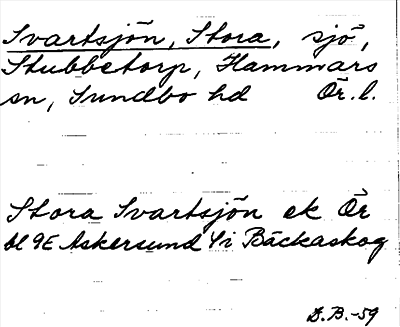 Svartsjön, Stora, sjö,
Stubbetorp, Hammars
sn, Sundbo hd Ör. l.
Stora Svartsjön ek Ör
bl 9E Askersund 4i Bäckaskog
D.B.-59